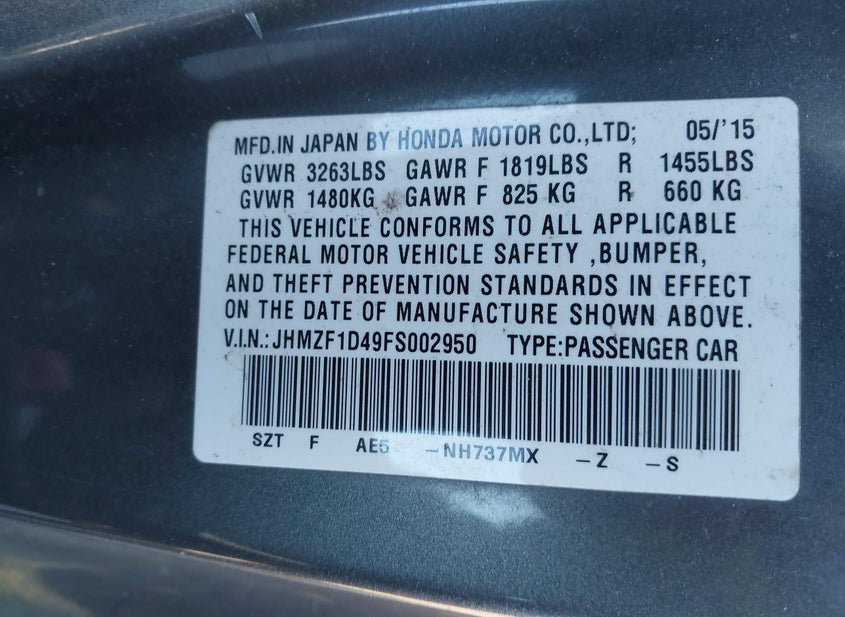 MFD.IN JAPAN BY HONDA MOTOR CO.,LTD; 05/'15
GVWR 3263LBS GAWR F 1819LBS R 1455LBS
GVWR 1480KG GAWR F 825 KG R 660 KG
THIS VEHICLE CONFORMS TO ALL APPLICABLE
FEDERAL MOTOR VEHICLE SAFETY ,BUMPER,
AND THEFT PREVENTION STANDARDS IN EFFECT
ON THE DATE OF MANUFACTURE SHOWN ABOVE.
V.I.N.:JHMZF1D49FS002950 TYPE:PASSENGER CAR
SZT F AE5 -NH737MX -Z -S